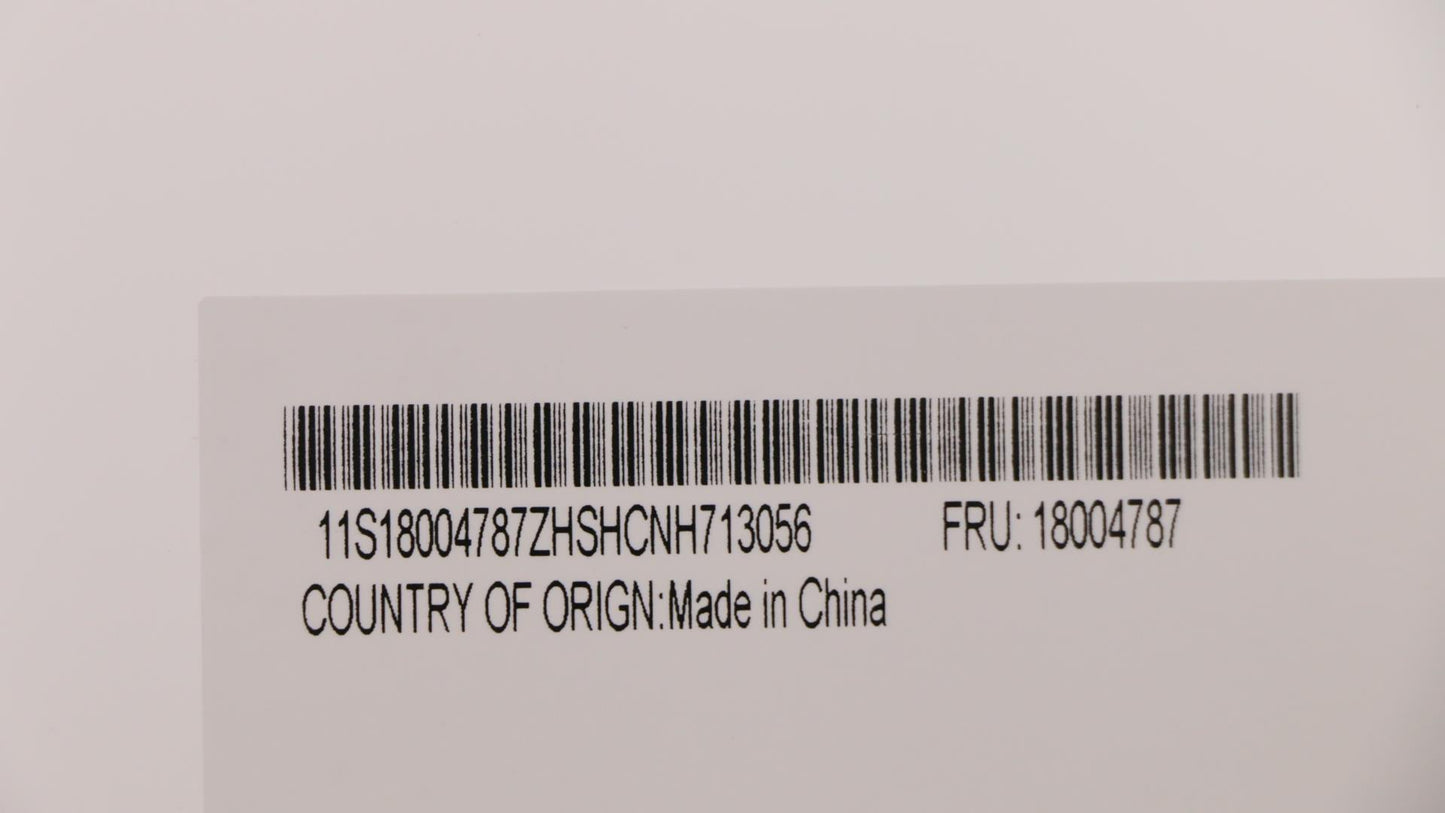 11S18004787ZHSHCNH713056 FRU: 18004787
COUNTRY OF ORIGN:Made in China